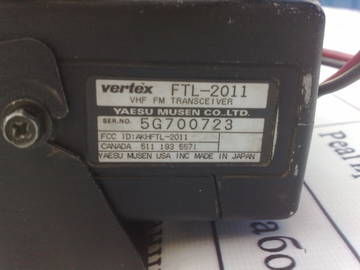 vertex FTL-2011
VHF FM TRANSCEIVER
YAESU MUSEN CO. LTD.
SER.NO. 5G700723
FCC ID:AKHFTL-2011
CANADA 511 193 5571
YAESU MUSEN USA INC MADE IN JAPAN